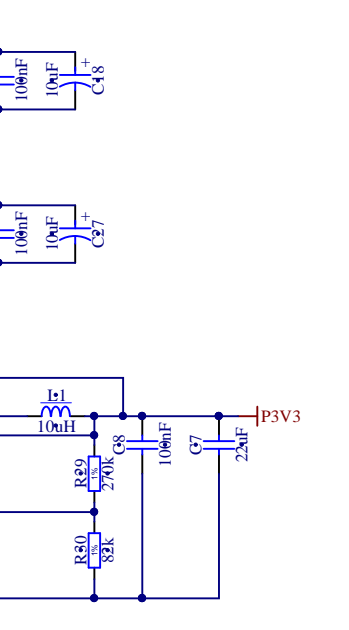 100nF
10uF
+
C18
100nF
10uF
+
C27
L1
10uH
P3V3
C8
100nF
C7
22uF
R29
1%
270k
R30
1%
82k